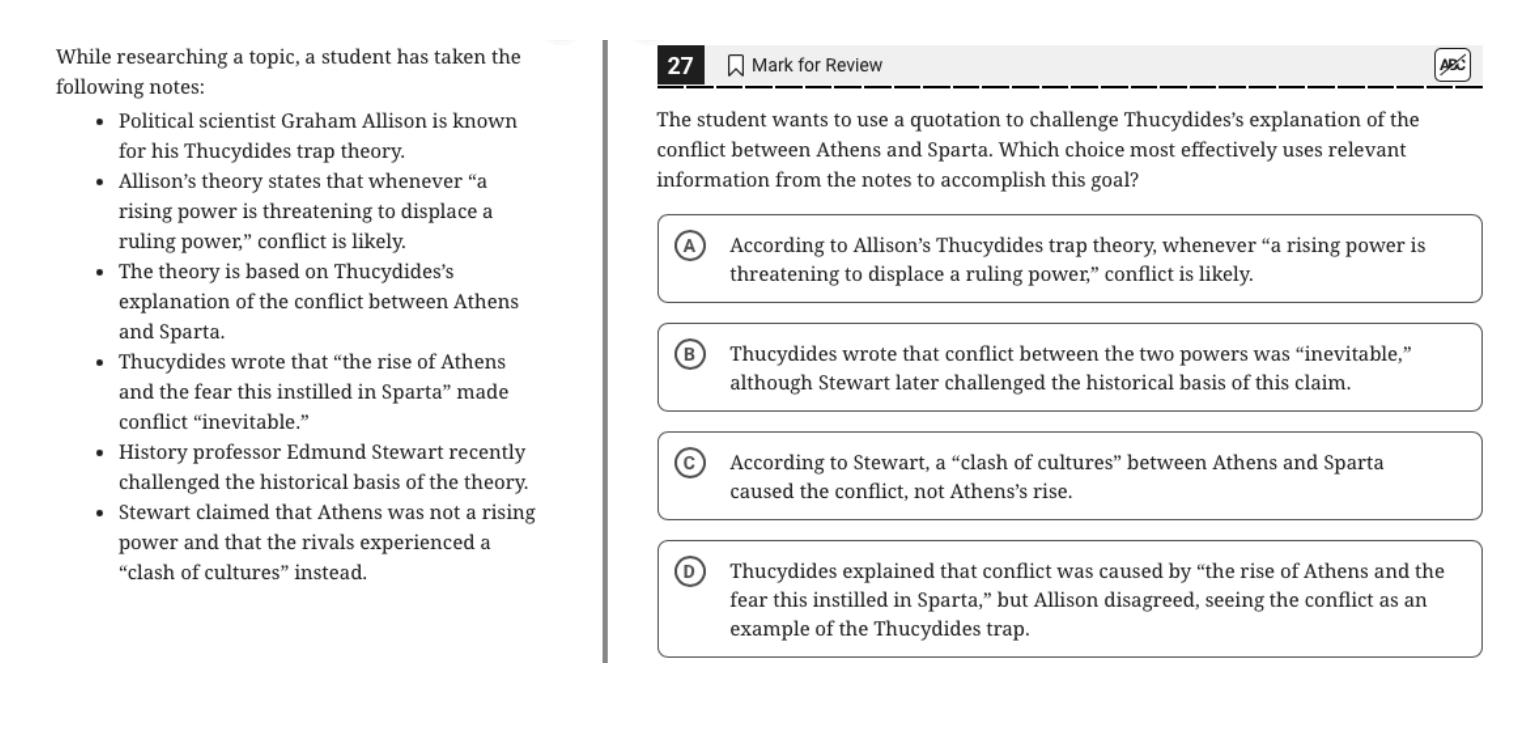 While researching a topic, a student has taken the
following notes:
• Political scientist Graham Allison is known
for his Thucydides trap theory.
• Allison’s theory states that whenever “a
rising power is threatening to displace a
ruling power,” conflict is likely.
• The theory is based on Thucydides’s
explanation of the conflict between Athens
and Sparta.
• Thucydides wrote that “the rise of Athens
and the fear this instilled in Sparta” made
conflict “inevitable.”
• History professor Edmund Stewart recently
challenged the historical basis of the theory.
• Stewart claimed that Athens was not a rising
power and that the rivals experienced a
“clash of cultures” instead.
27 Mark for Review ABC
The student wants to use a quotation to challenge Thucydides’s explanation of the
conflict between Athens and Sparta. Which choice most effectively uses relevant
information from the notes to accomplish this goal?
A According to Allison’s Thucydides trap theory, whenever “a rising power is
threatening to displace a ruling power,” conflict is likely.
B Thucydides wrote that conflict between the two powers was “inevitable,”
although Stewart later challenged the historical basis of this claim.
C According to Stewart, a “clash of cultures” between Athens and Sparta
caused the conflict, not Athens’s rise.
D Thucydides explained that conflict was caused by “the rise of Athens and the
fear this instilled in Sparta,” but Allison disagreed, seeing the conflict as an
example of the Thucydides trap.